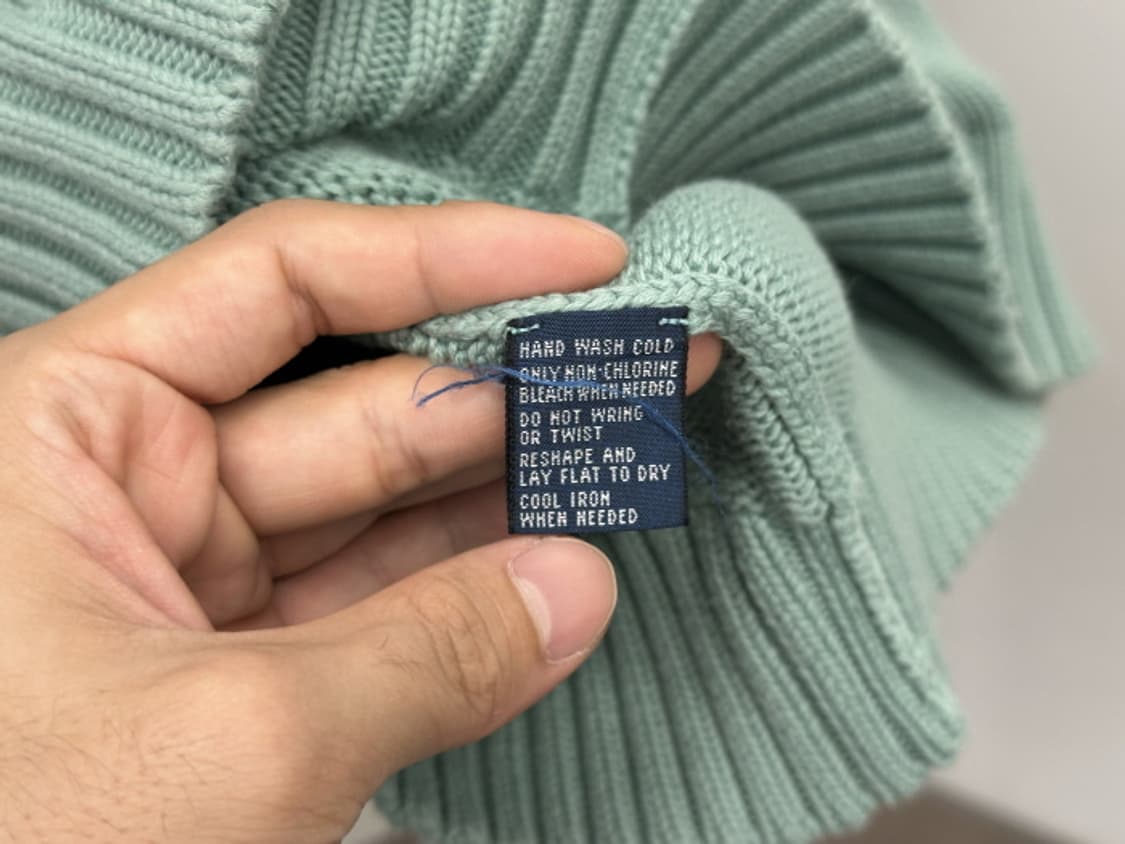 HAND WASH COLD
ONLY NON-CHLORINE
BLEACH WHEN NEEDED
DO NOT WRING
OR TWIST
RESHAPE AND
LAY FLAT TO DRY
COOL IRON
WHEN NEEDED